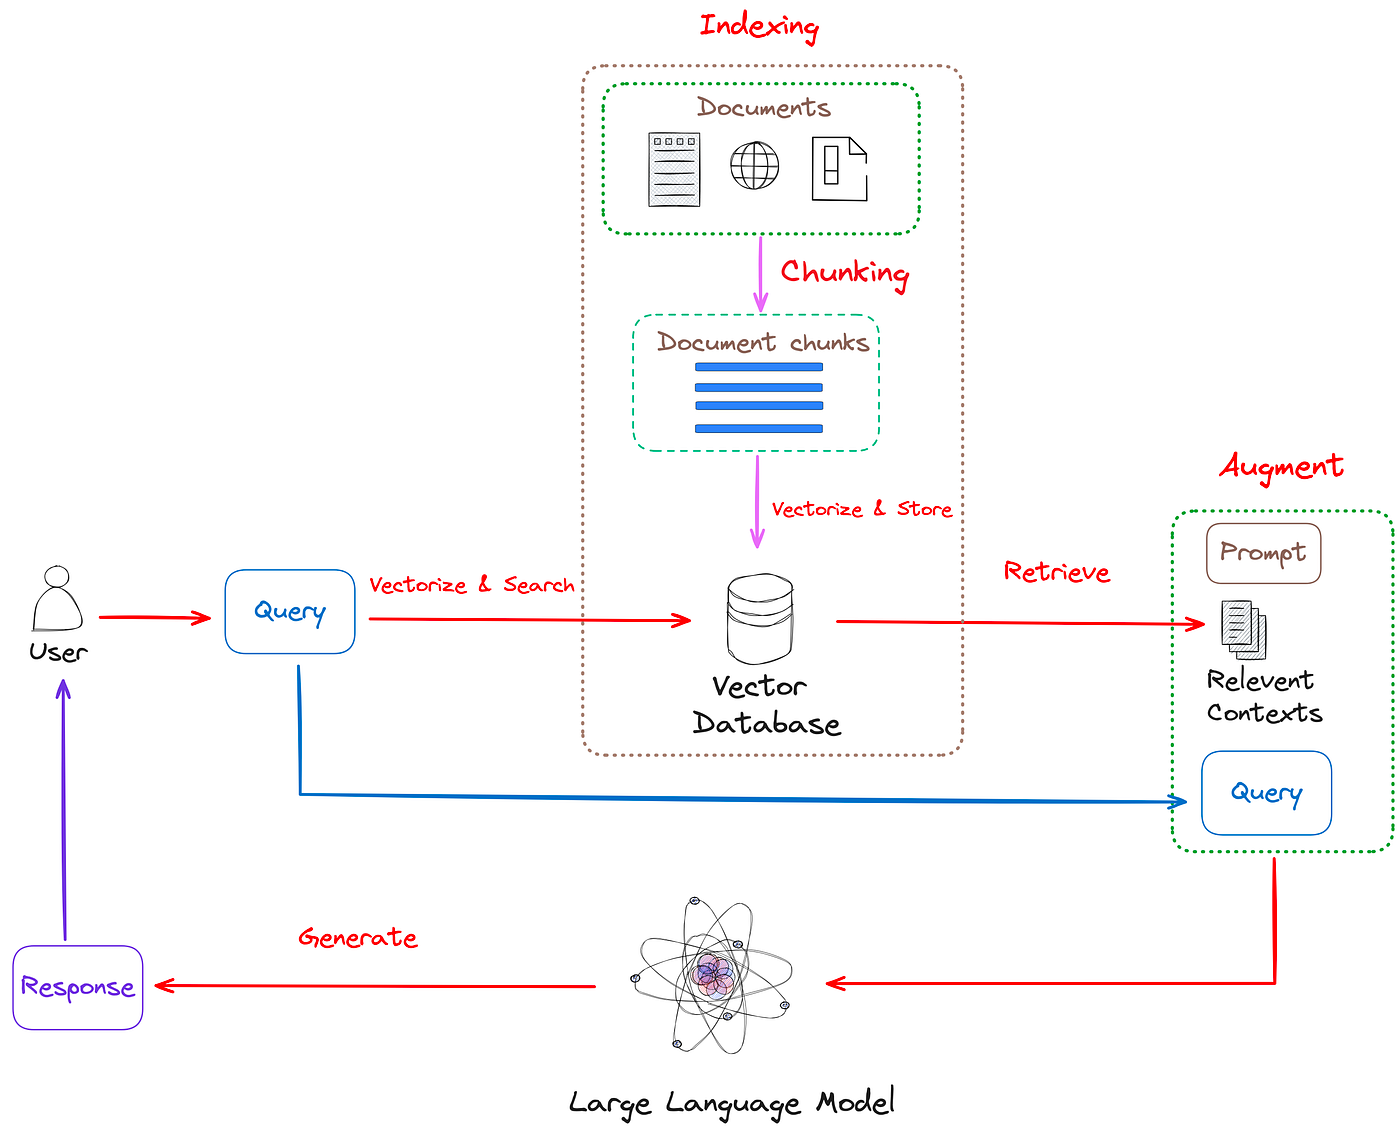 Indexing
Documents
Chunking
Document chunks
Vectorize & Store
Augment
Prompt
Retrieve
Vectorize & Search
Query
User
Relevent
Contexts
Vector
Database
Query
Generate
Response
Large Language Model